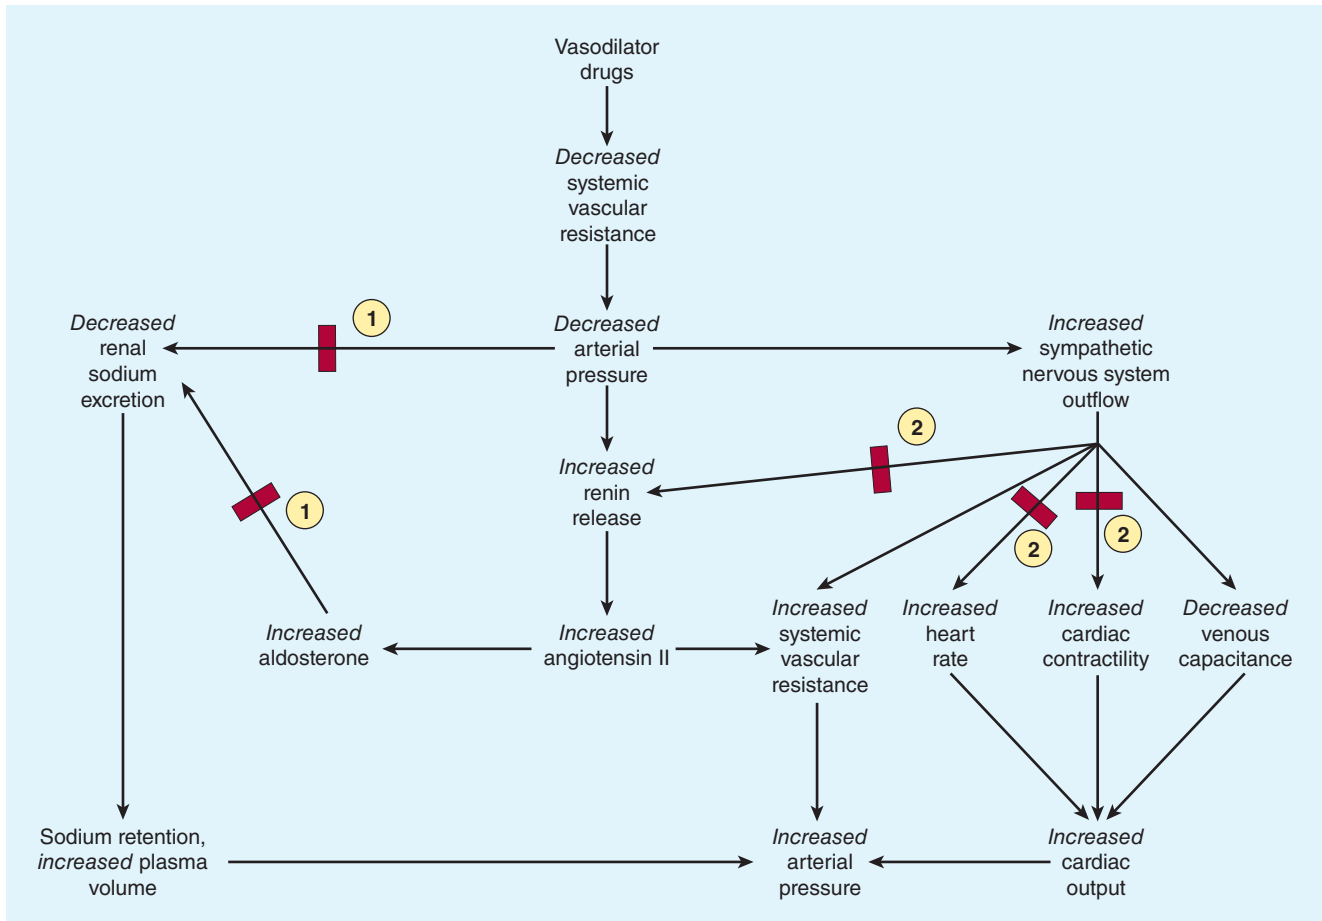 Vasodilator
drugs
Decreased
systemic
vascular
resistance
1
Decreased
renal
sodium
excretion
Decreased
arterial
pressure
Increased
sympathetic
nervous system
outflow
2
Increased
renin
release
1
2
2
Increased
aldosterone
Increased
angiotensin II
Increased
systemic
vascular
resistance
Increased
heart
rate
Increased
cardiac
contractility
Decreased
venous
capacitance
Sodium retention,
increased plasma
volume
Increased
arterial
pressure
Increased
cardiac
output